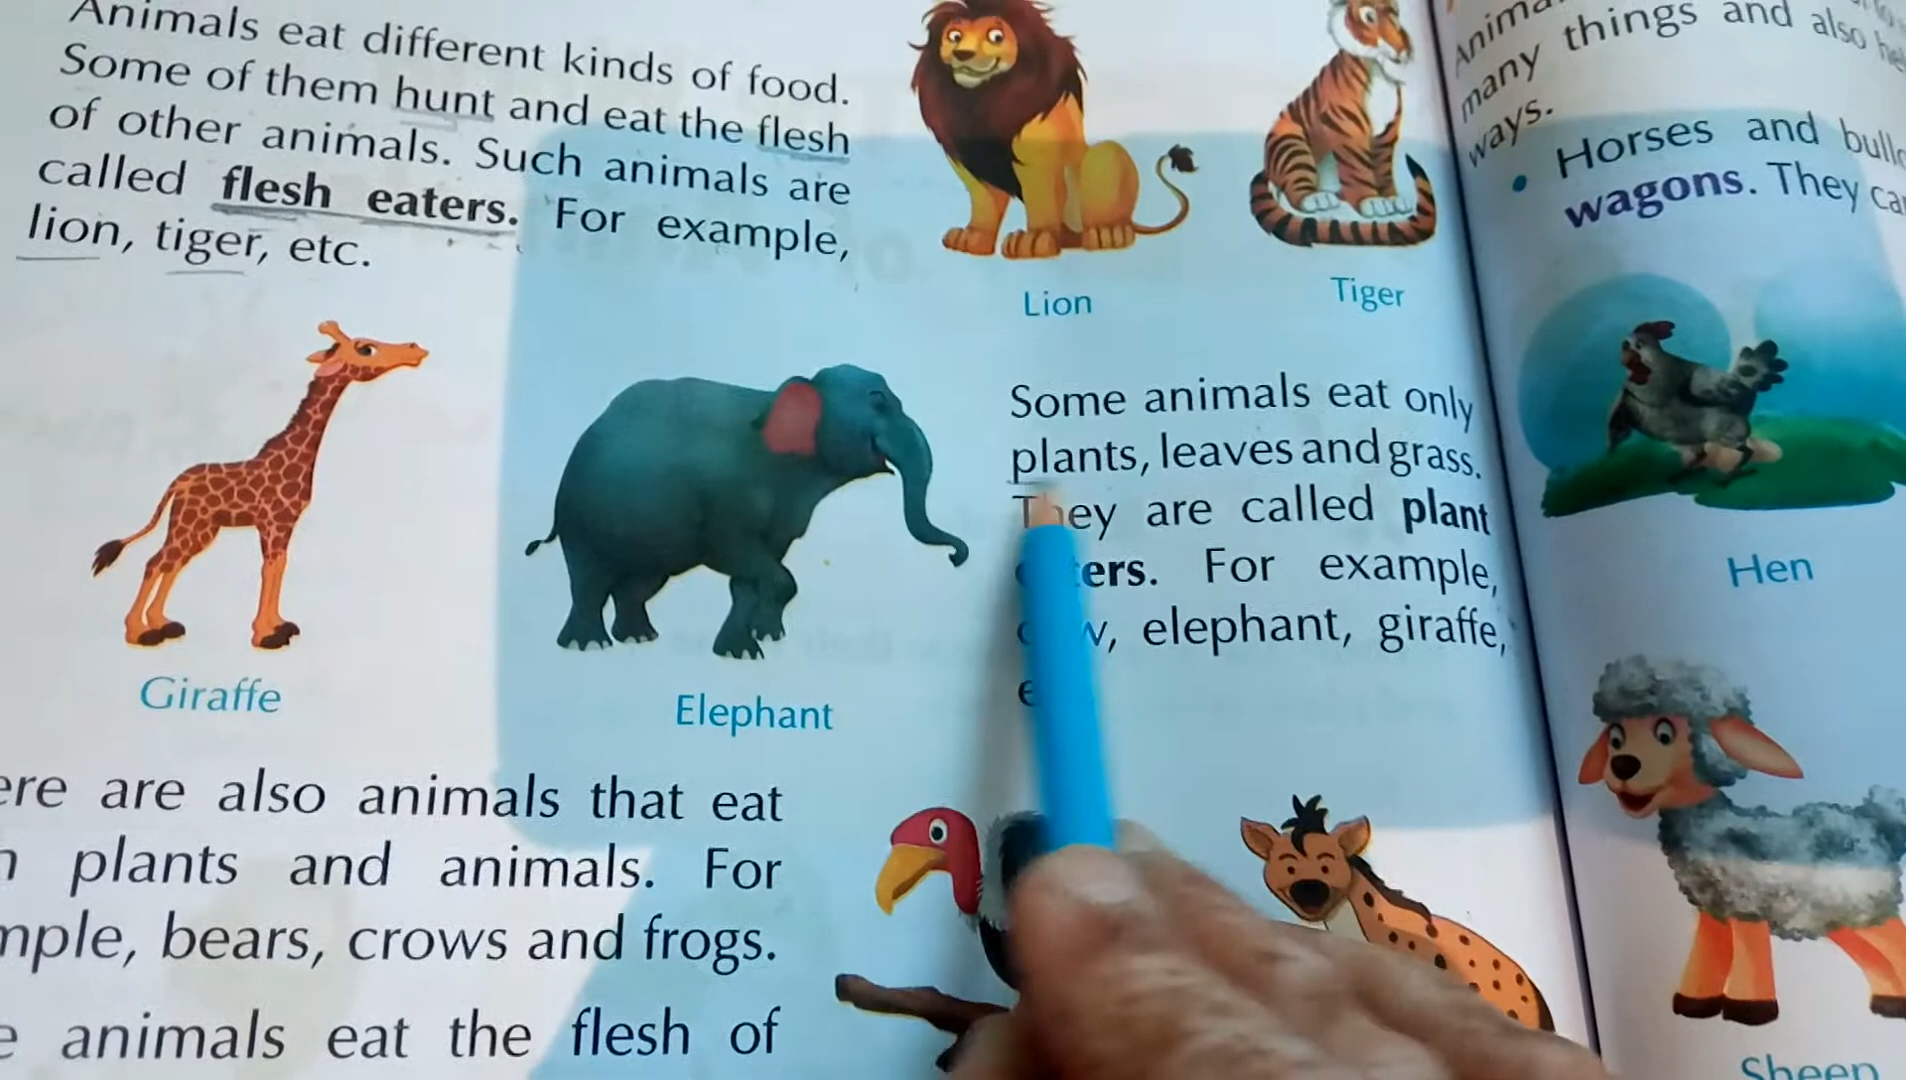 Animals eat different kinds of food.
Some of them hunt and eat the flesh
of other animals. Such animals are
called flesh eaters. For example,
lion, tiger, etc.
Lion
Tiger
Giraffe
Elephant
Some animals eat only
plants, leaves and grass.
They are called plant
ers. For example,
elephant, giraffe,
ere are also animals that eat
plants and animals. For
mple, bears, crows and frogs.
animals eat the flesh of
many things and also
ways.
• Horses and
wagons. They
Hen
Sheep